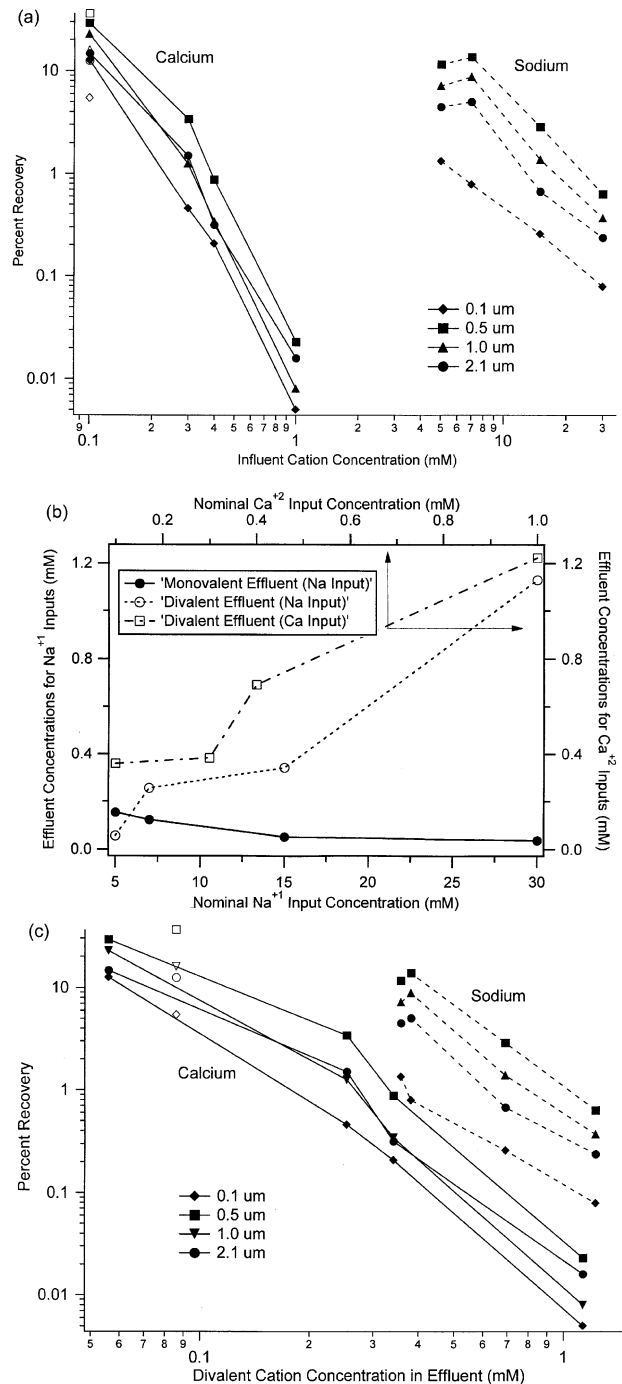 (a)
Calcium
Sodium
Percent Recovery
10
1
0.1
0.01
0.1 um
0.5 um
1.0 um
2.1 um
9 2 3 4 5 6 7 8 9 2 3 4 5 6 7 8 9 2 3
0.1 1 10
Influent Cation Concentration (mM)
(b)
Nominal Ca+2 Input Concentration (mM)
0.2 0.4 0.6 0.8 1.0
'Monovalent Effluent (Na Input)'
'Divalent Effluent (Na Input)'
'Divalent Effluent (Ca Input)'
Effluent Concentrations for Na+1 Inputs (mM)
1.2
0.8
0.4
0.0
Effluent Concentrations for Ca+2 Inputs (mM)
1.2
0.8
0.4
0.0
5 10 15 20 25 30
Nominal Na+1 Input Concentration (mM)
(c)
Sodium
Calcium
Percent Recovery
10
1
0.1
0.01
0.1 um
0.5 um
1.0 um
2.1 um
5 6 7 8 9 2 3 4 5 6 7 8 9
0.1 1
Divalent Cation Concentration in Effluent (mM)